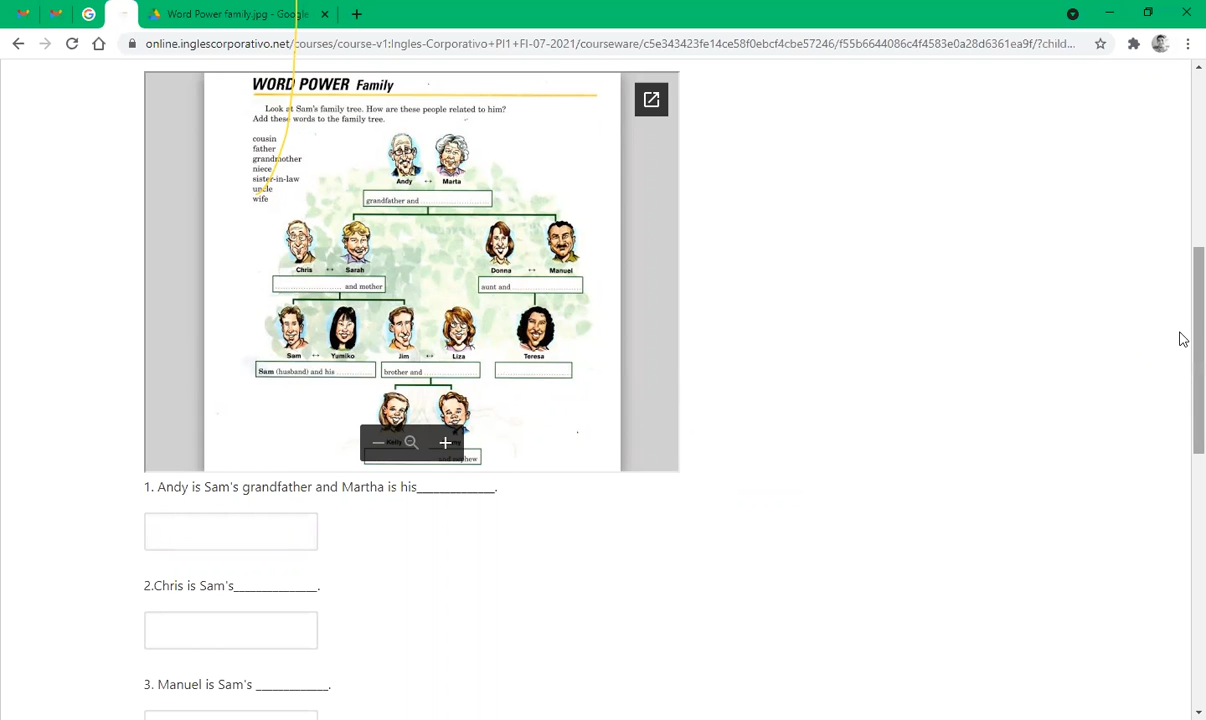 Word Power family.jpg - Google
online.inglescorporativo.net/courses/course-v1:Ingles-Corporativo+PI1+FI-07-2021/courseware/c5e343423fe14ce58f0ebcf4cbe57246/f55b6644086c4f4583e0a28d6361ea9f/?child...
WORD POWER Family
Look at Sam's family tree. How are these people related to him?
Add these words to the family tree.
cousin
father
grandmother
niece
sister-in-law
uncle
wife
Andy ↔ Marta
grandfather and ....................
Chris ↔ Sarah
Donna ↔ Manuel
.................... and mother
aunt and ....................
Sam ↔ Yumiko
Jim ↔ Liza
Teresa
Sam (husband) and his ..........
brother and ...............
....................
and nephew
1. Andy is Sam's grandfather and Martha is his______________.
2.Chris is Sam's_______________.
3. Manuel is Sam's _____________.